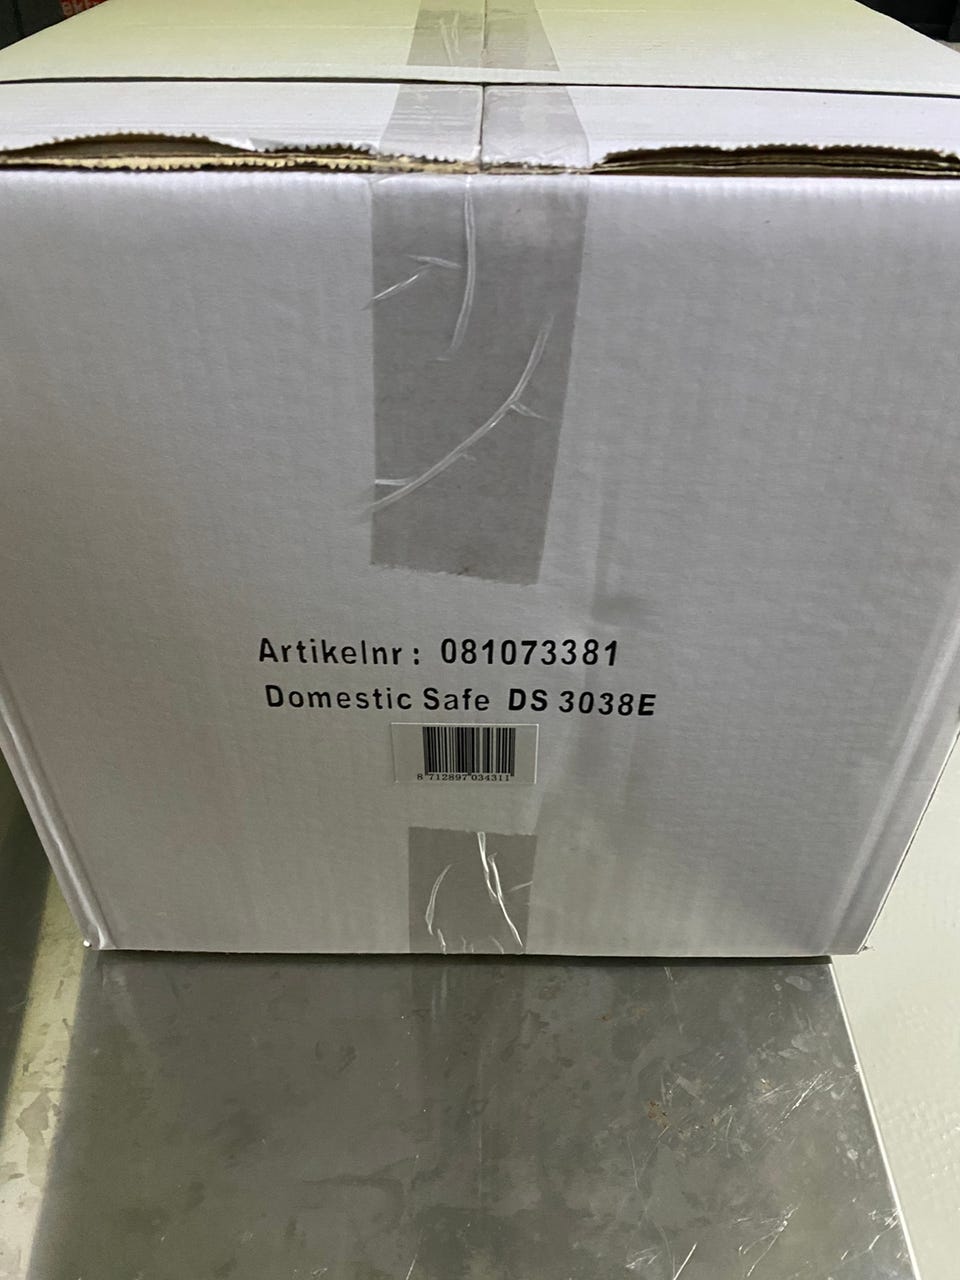 Artikelnr: 081073381
Domestic Safe DS 3038E
8 712897 034311